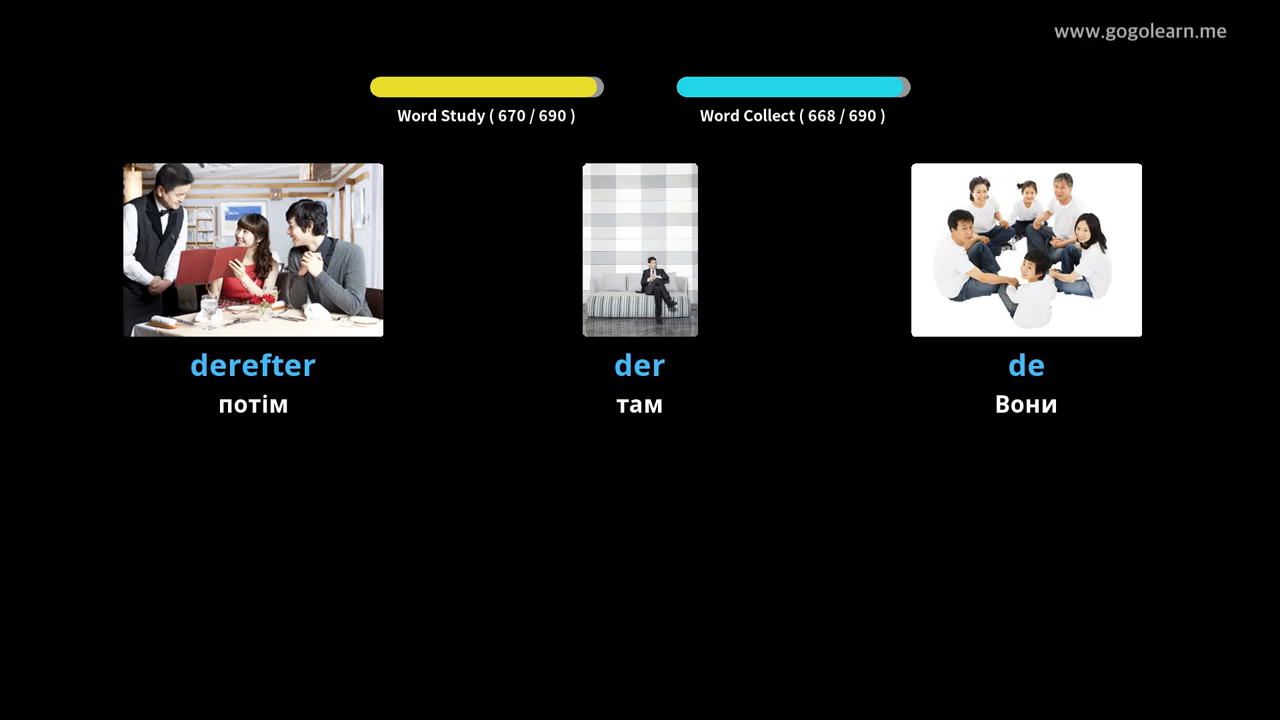 www.gogolearn.me
Word Study ( 670 / 690 )
Word Collect ( 668 / 690 )
derefter
der
de
потім
там
Вони